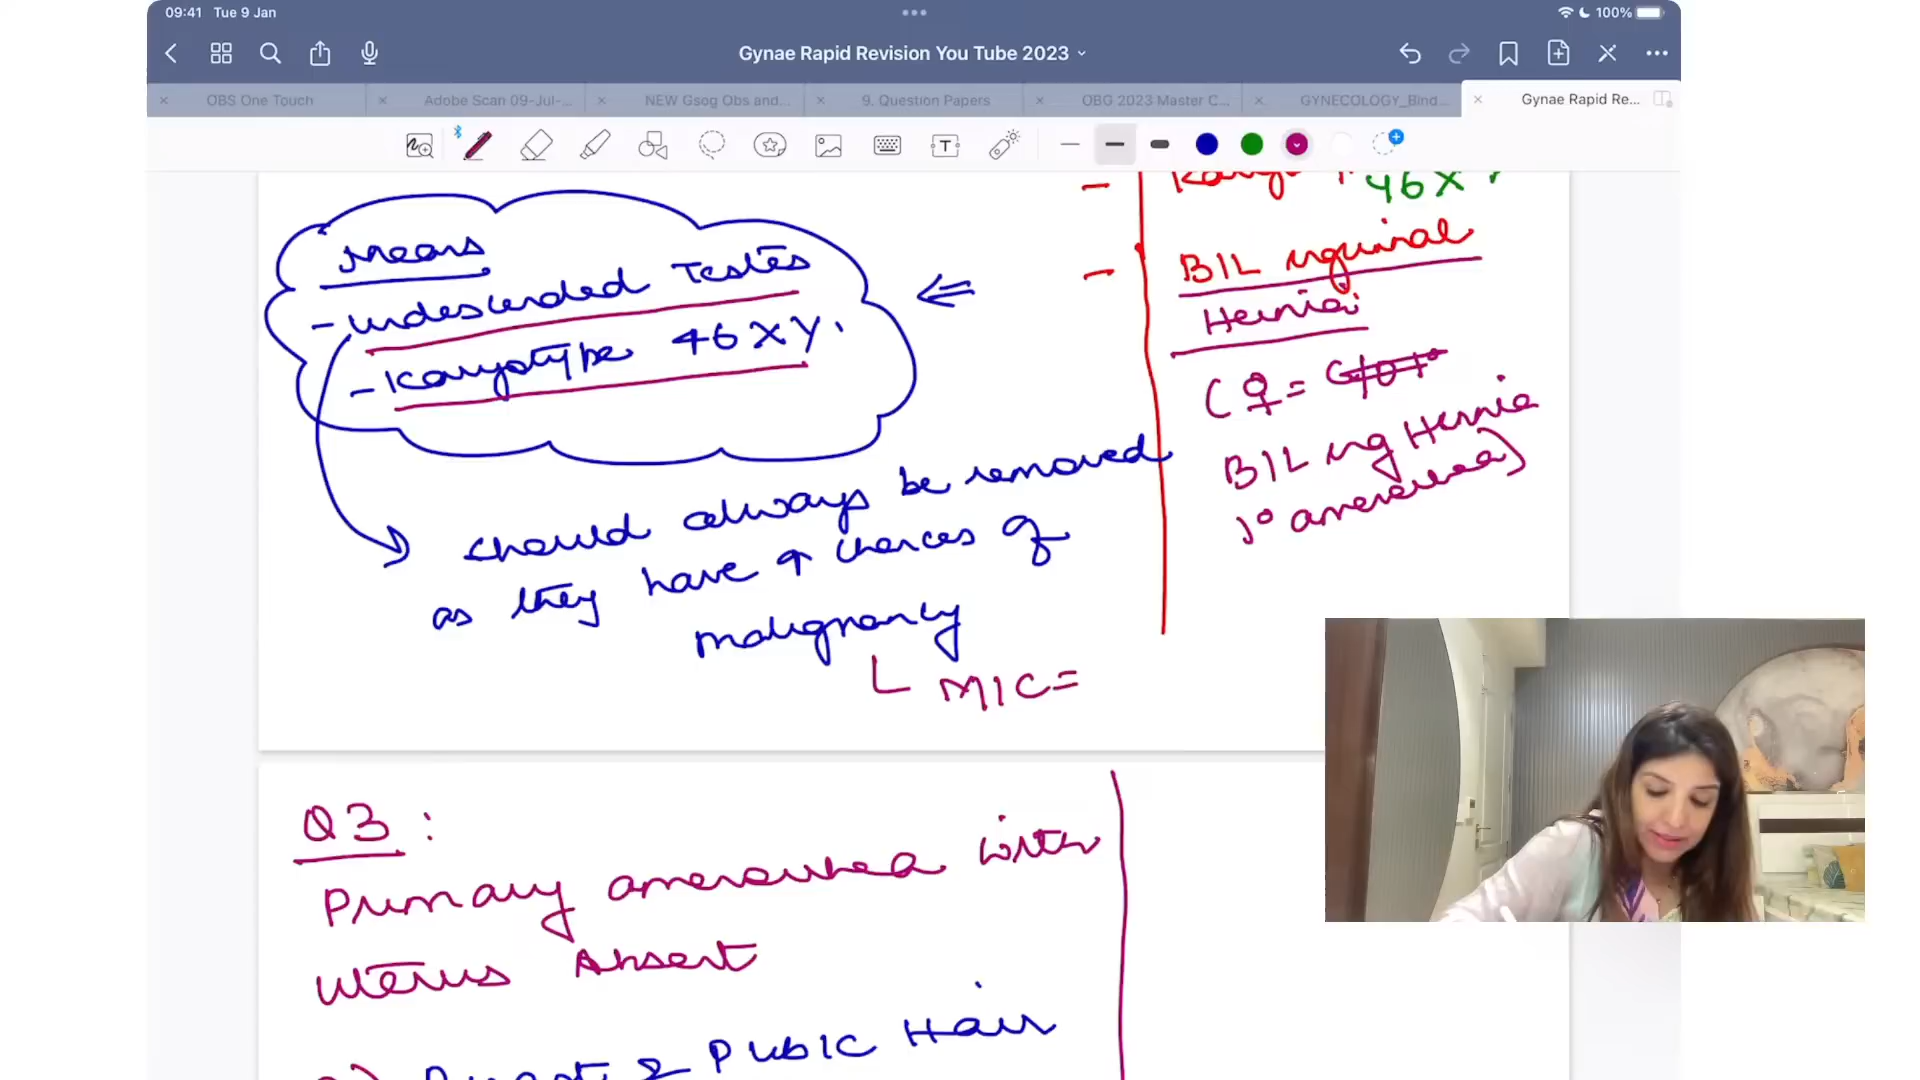 09:41 Tue 9 Jan
100%
Gynae Rapid Revision You Tube 2023
OBS One Touch
Adobe Scan 09-Jul-...
NEW Gsog Obs and...
9. Question Papers
OBG 2023 Master C...
GYNECOLOGY_Bind...
Gynae Rapid Re...
Means
- undescended Testes
- Karyotype 46 XY.
should always be removed
as they have ↑ chances of
malignancy
MIC=
- 46 X
- BIL inguinal
Hernia
(♀=
BIL ing Hernia
1° amenorrhea)
Q3 :
Primary amenorrhea with
uterus Absent
Breast & Pubic Hair